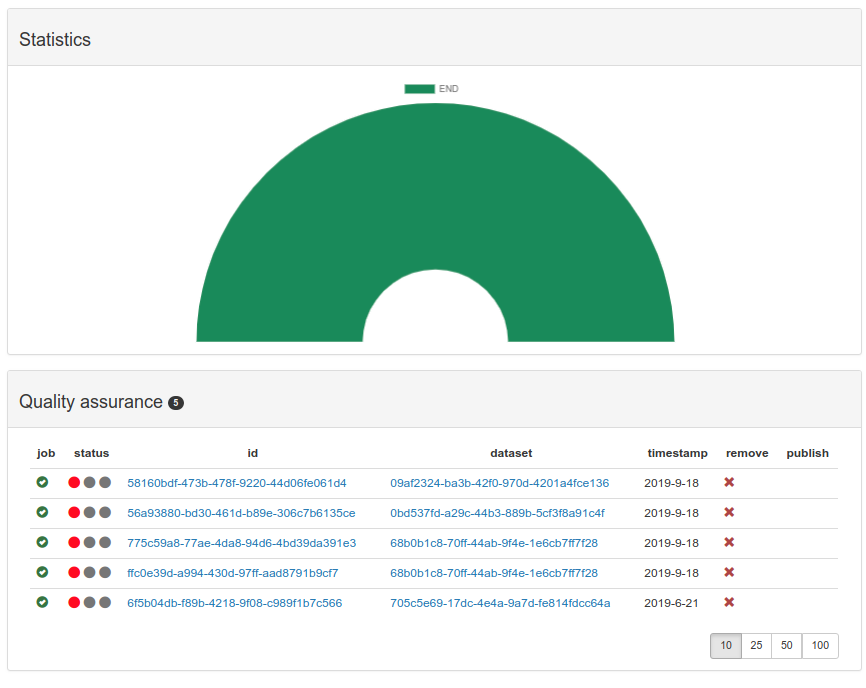 Statistics
END
Quality assurance 5
job status id dataset timestamp remove publish
58160bdf-473b-478f-9220-44d06fe061d4 09af2324-ba3b-42f0-970d-4201a4fce136 2019-9-18
56a93880-bd30-461d-b89e-306c7b6135ce 0bd537fd-a29c-44b3-889b-5cf3f8a91c4f 2019-9-18
775c59a8-77ae-4da8-94d6-4bd39da391e3 68b0b1c8-70ff-44ab-9f4e-1e6cb7ff7f28 2019-9-18
ffc0e39d-a994-430d-97ff-aad8791b9cf7 68b0b1c8-70ff-44ab-9f4e-1e6cb7ff7f28 2019-9-18
6f5b04db-f89b-4218-9f08-c989f1b7c566 705c5e69-17dc-4e4a-9a7d-fe814fdcc64a 2019-6-21
10 25 50 100